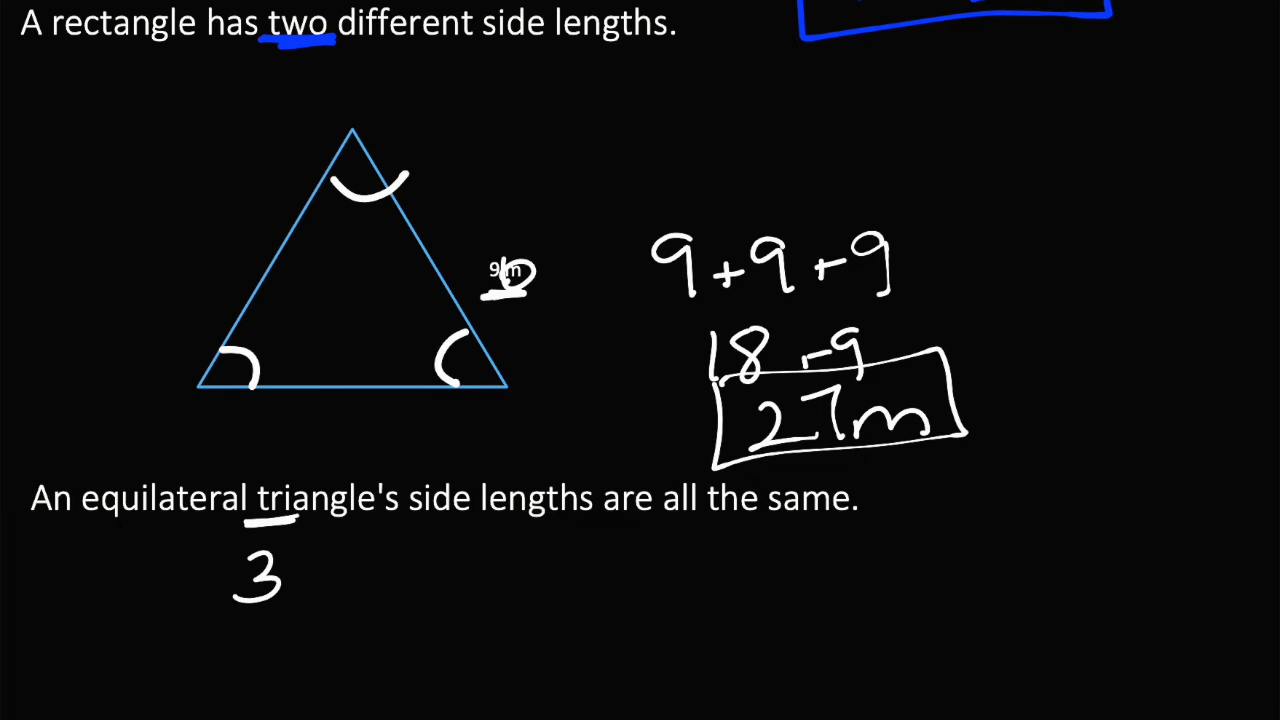 A rectangle has two different side lengths.
9 m
9 + 9 + 9
18 + 9
27m
An equilateral triangle's side lengths are all the same.
3